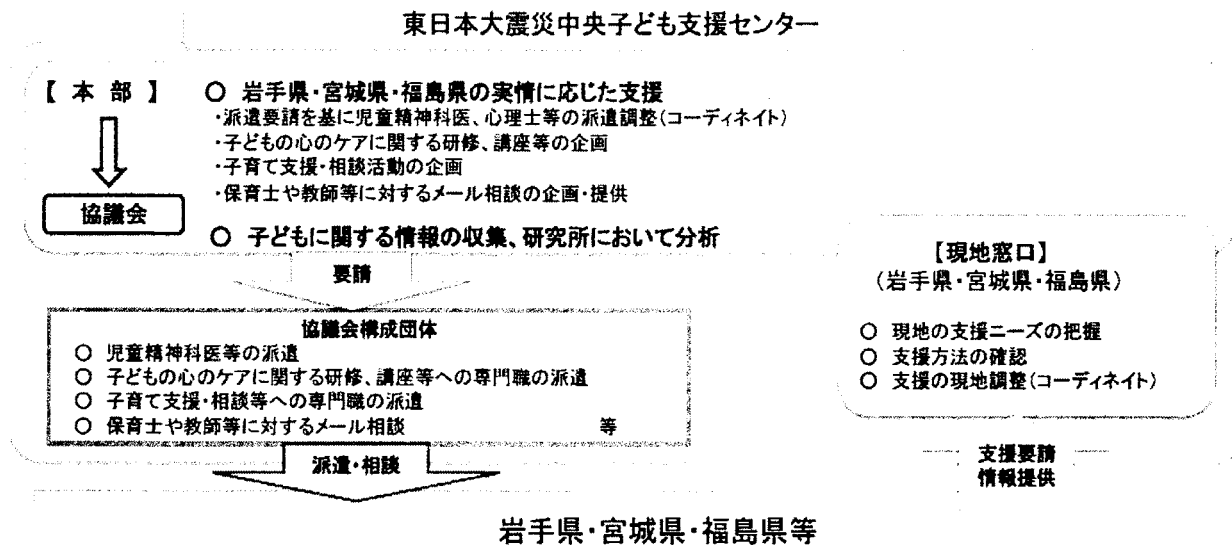 東日本大震災中央子ども支援センター
【 本 部 】
○ 岩手県・宮城県・福島県の実情に応じた支援
・派遣要請を基に児童精神科医、心理士等の派遣調整(コーディネイト)
・子どもの心のケアに関する研修、講座等の企画
・子育て支援・相談活動の企画
・保育士や教師等に対するメール相談の企画・提供
協議会
○ 子どもに関する情報の収集、研究所において分析
要請
協議会構成団体
○ 児童精神科医等の派遣
○ 子どもの心のケアに関する研修、講座等への専門職の派遣
○ 子育て支援・相談等への専門職の派遣
○ 保育士や教師等に対するメール相談 等
派遣・相談
【現地窓口】
(岩手県・宮城県・福島県)
○ 現地の支援ニーズの把握
○ 支援方法の確認
○ 支援の現地調整(コーディネイト)
支援要請
情報提供
岩手県・宮城県・福島県等